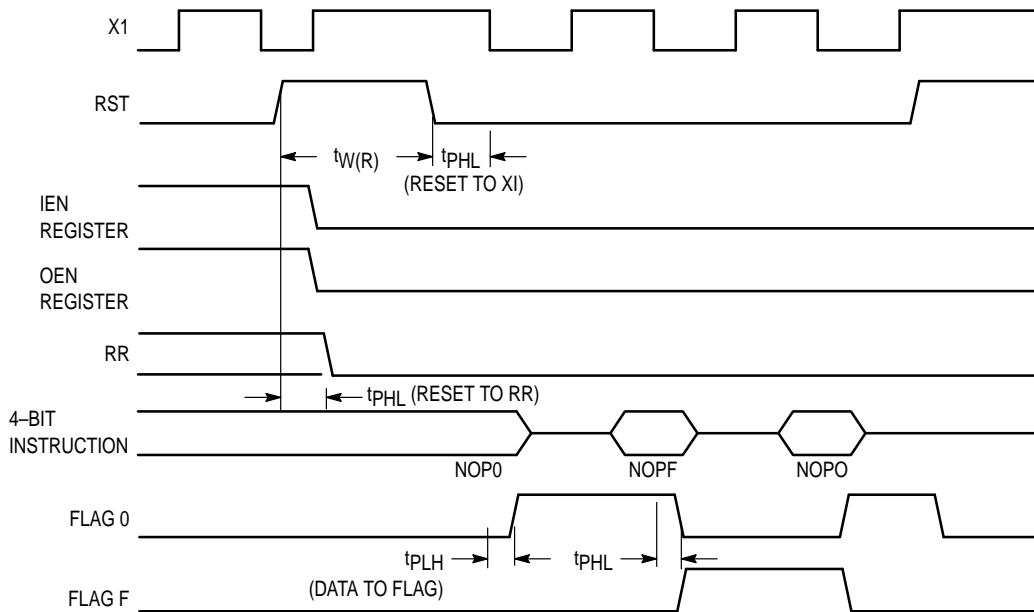 X1
RST
tW(R)
tPHL
(RESET TO XI)
IEN
REGISTER
OEN
REGISTER
RR
tPHL (RESET TO RR)
4–BIT
INSTRUCTION
NOP0
NOPF
NOPO
FLAG 0
tPLH
tPHL
(DATA TO FLAG)
FLAG F